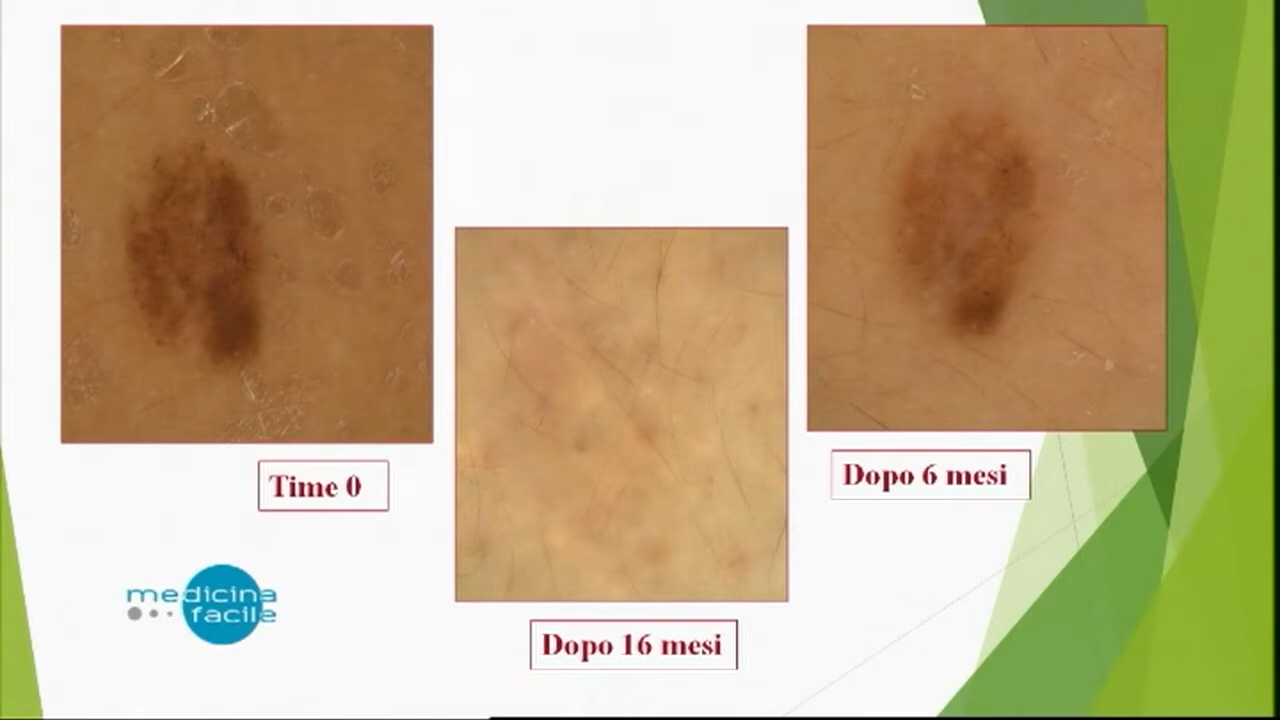 Time 0
Dopo 6 mesi
Dopo 16 mesi
medicina
facile